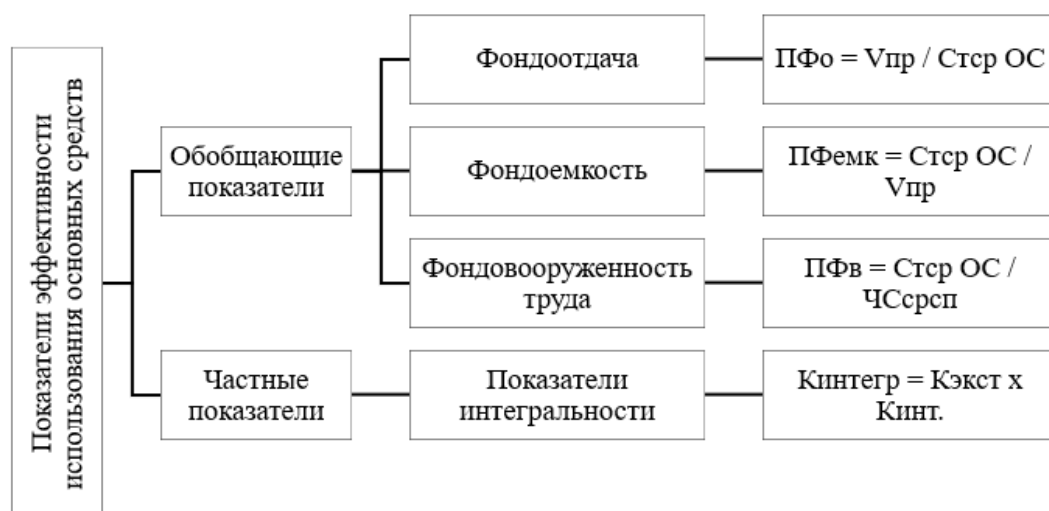 Показатели эффективности
использования основных средств
Обобщающие
показатели
Фондоотдача
ПФо = Vпр / Стср ОС
Фондоемкость
ПФемк = Стср ОС /
Vпр
Фондовооруженность
труда
ПФв = Стср ОС /
ЧСсрсп
Частные
показатели
Показатели
интегральности
Кинтегр = Кэкст х
Кинт.